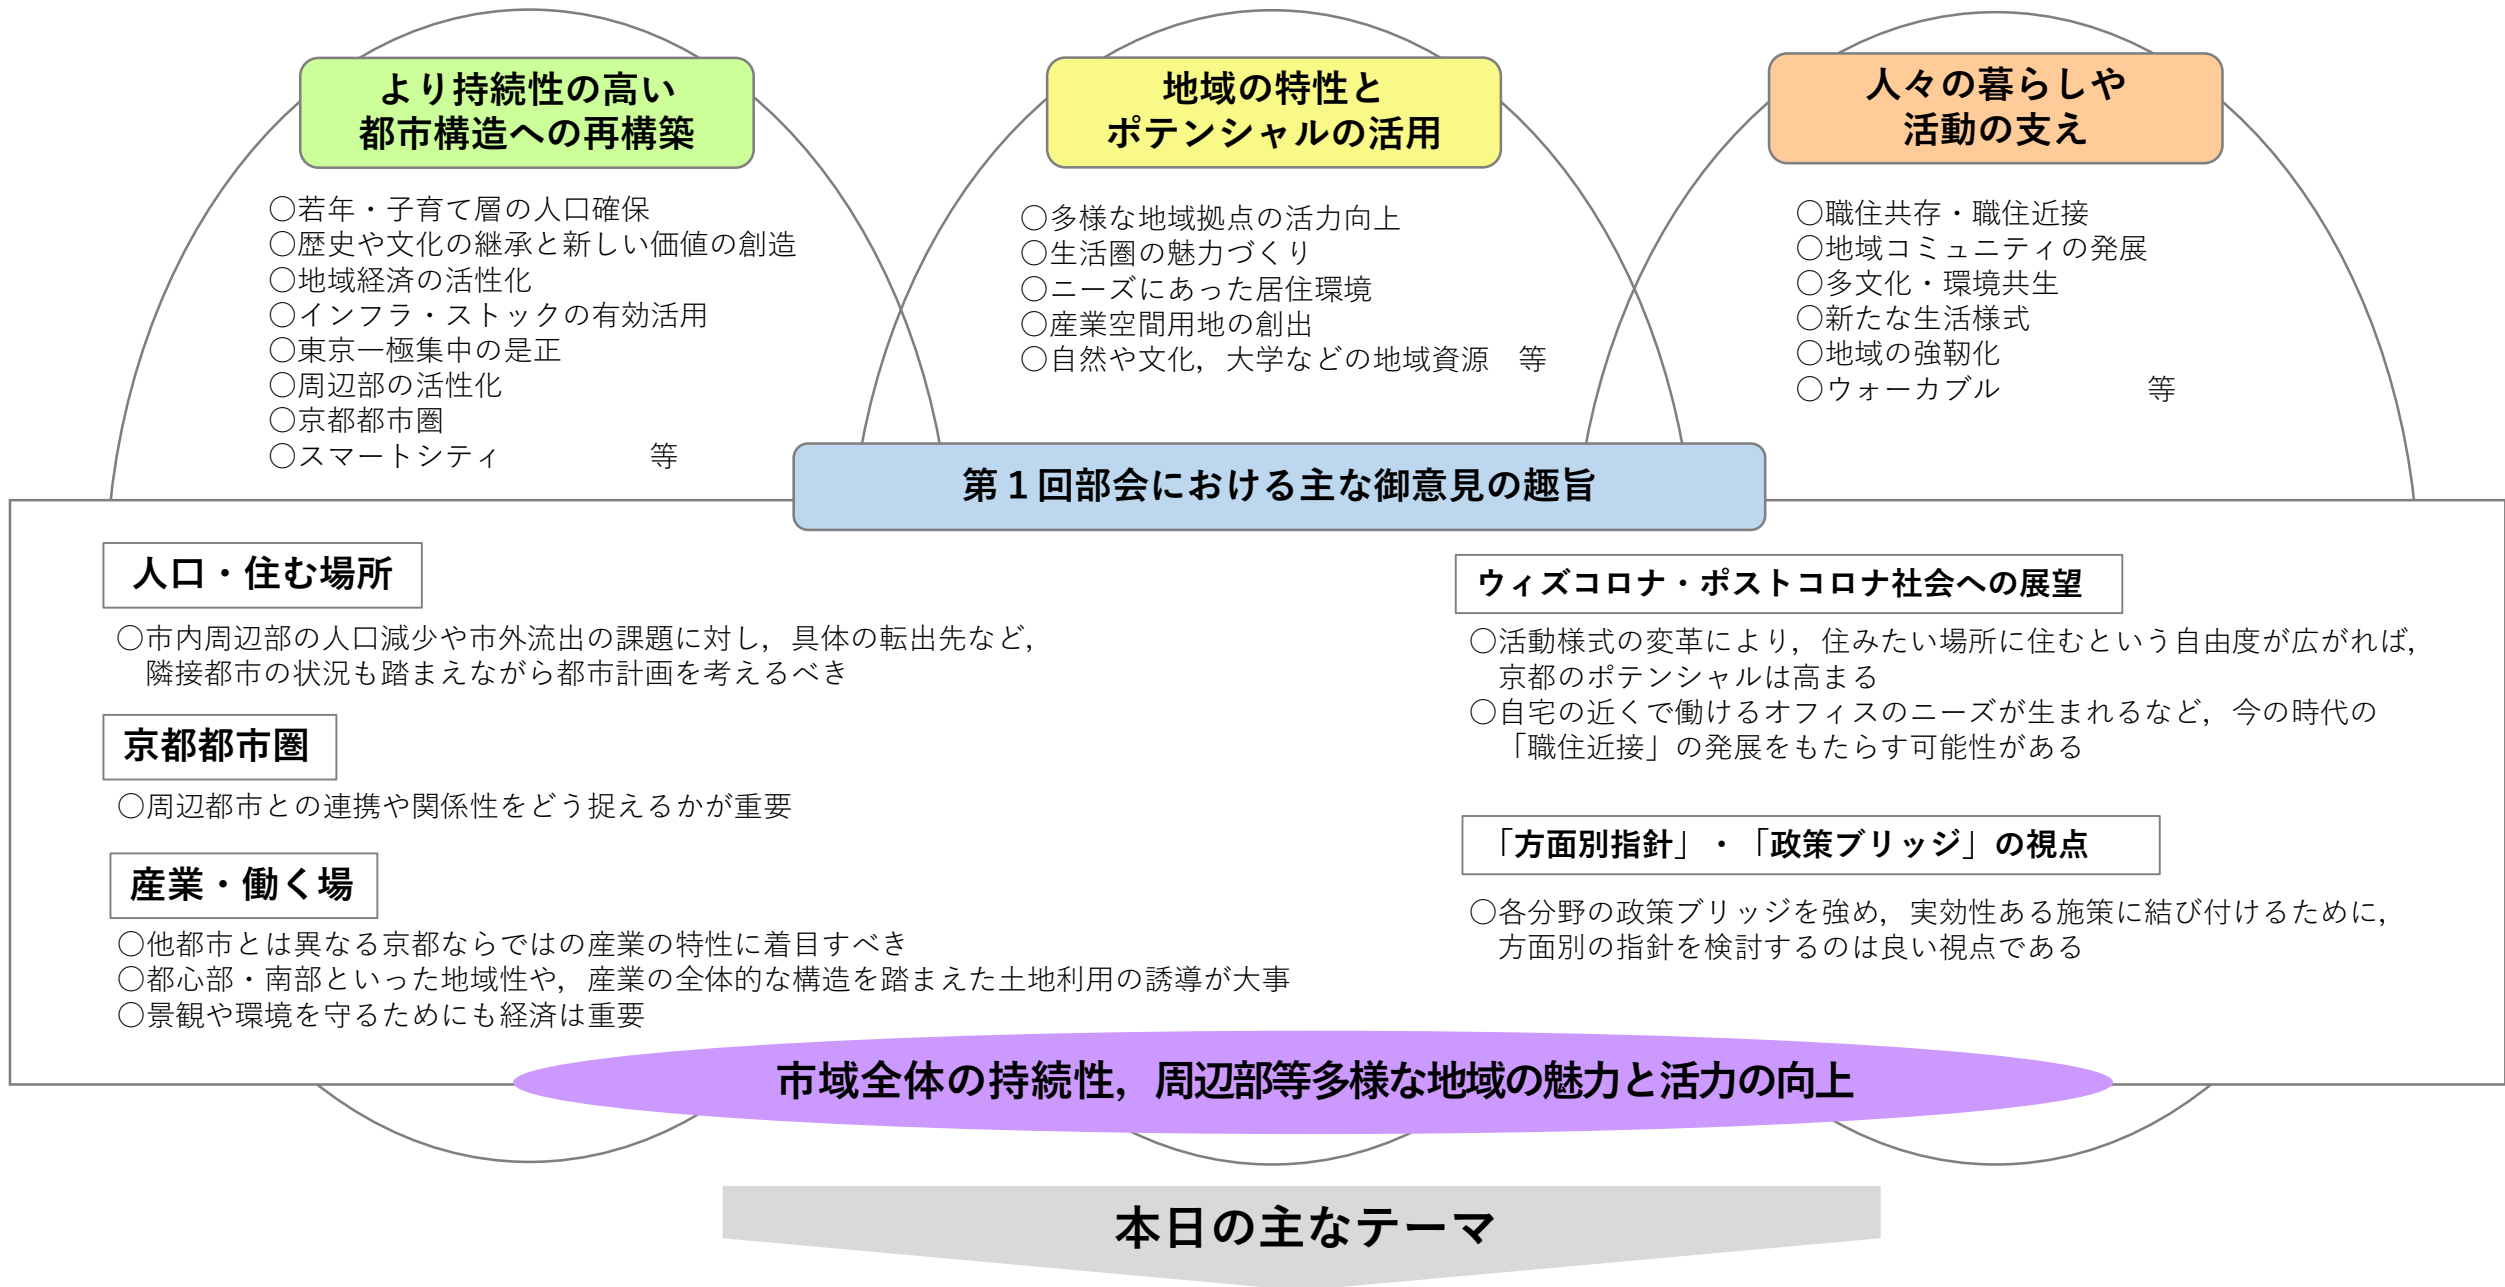 より持続性の高い
都市構造への再構築
○若年・子育て層の人口確保
○歴史や文化の継承と新しい価値の創造
○地域経済の活性化
○インフラ・ストックの有効活用
○東京一極集中の是正
○周辺部の活性化
○京都都市圏
○スマートシティ　　　　　等
地域の特性と
ポテンシャルの活用
○多様な地域拠点の活力向上
○生活圏の魅力づくり
○ニーズにあった居住環境
○産業空間用地の創出
○自然や文化，大学などの地域資源　等
人々の暮らしや
活動の支え
○職住共存・職住近接
○地域コミュニティの発展
○多文化・環境共生
○新たな生活様式
○地域の強靭化
○ウォーカブル　　　　　等
第１回部会における主な御意見の趣旨
人口・住む場所
○市内周辺部の人口減少や市外流出の課題に対し，具体の転出先など，
隣接都市の状況も踏まえながら都市計画を考えるべき
京都都市圏
○周辺都市との連携や関係性をどう捉えるかが重要
産業・働く場
○他都市とは異なる京都ならではの産業の特性に着目すべき
○都心部・南部といった地域性や，産業の全体的な構造を踏まえた土地利用の誘導が大事
○景観や環境を守るためにも経済は重要
ウィズコロナ・ポストコロナ社会への展望
○活動様式の変革により，住みたい場所に住むという自由度が広がれば，
京都のポテンシャルは高まる
○自宅の近くで働けるオフィスのニーズが生まれるなど，今の時代の
「職住近接」の発展をもたらす可能性がある
「方面別指針」・「政策ブリッジ」の視点
○各分野の政策ブリッジを強め，実効性ある施策に結び付けるために，
方面別の指針を検討するのは良い視点である
市域全体の持続性，周辺部等多様な地域の魅力と活力の向上
本日の主なテーマ